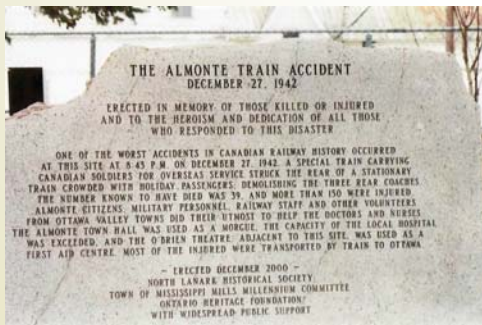 THE ALMONTE TRAIN ACCIDENT
DECEMBER 27, 1942
ERECTED IN MEMORY OF THOSE KILLED OR INJURED
AND TO THE HEROISM AND DEDICATION OF ALL THOSE
WHO RESPONDED TO THIS DISASTER
ONE OF THE WORST ACCIDENTS IN CANADIAN RAILWAY HISTORY OCCURRED
AT THIS SITE AT 8:45 P.M. ON DECEMBER 27, 1942. A SPECIAL TRAIN CARRYING
CANADIAN SOLDIERS FOR OVERSEAS SERVICE STRUCK THE REAR OF A STATIONARY
TRAIN CROWDED WITH HOLIDAY PASSENGERS; DEMOLISHING THE THREE REAR COACHES.
THE NUMBER KNOWN TO HAVE DIED WAS 39, AND MORE THAN 150 WERE INJURED.
ALMONTE CITIZENS, MILITARY PERSONNEL, RAILWAY STAFF AND OTHER VOLUNTEERS
FROM OTTAWA VALLEY TOWNS DID THEIR UTMOST TO HELP THE DOCTORS AND NURSES.
THE ALMONTE TOWN HALL WAS USED AS A MORGUE, THE CAPACITY OF THE LOCAL HOSPITAL
WAS EXCEEDED, AND THE O'BRIEN THEATRE, ADJACENT TO THIS SITE, WAS USED AS A
FIRST AID CENTRE. MOST OF THE INJURED WERE TRANSPORTED BY TRAIN TO OTTAWA.
– ERECTED DECEMBER 2000 –
NORTH LANARK HISTORICAL SOCIETY
TOWN OF MISSISSIPPI MILLS MILLENNIUM COMMITTEE
ONTARIO HERITAGE FOUNDATION
WITH WIDESPREAD PUBLIC SUPPORT